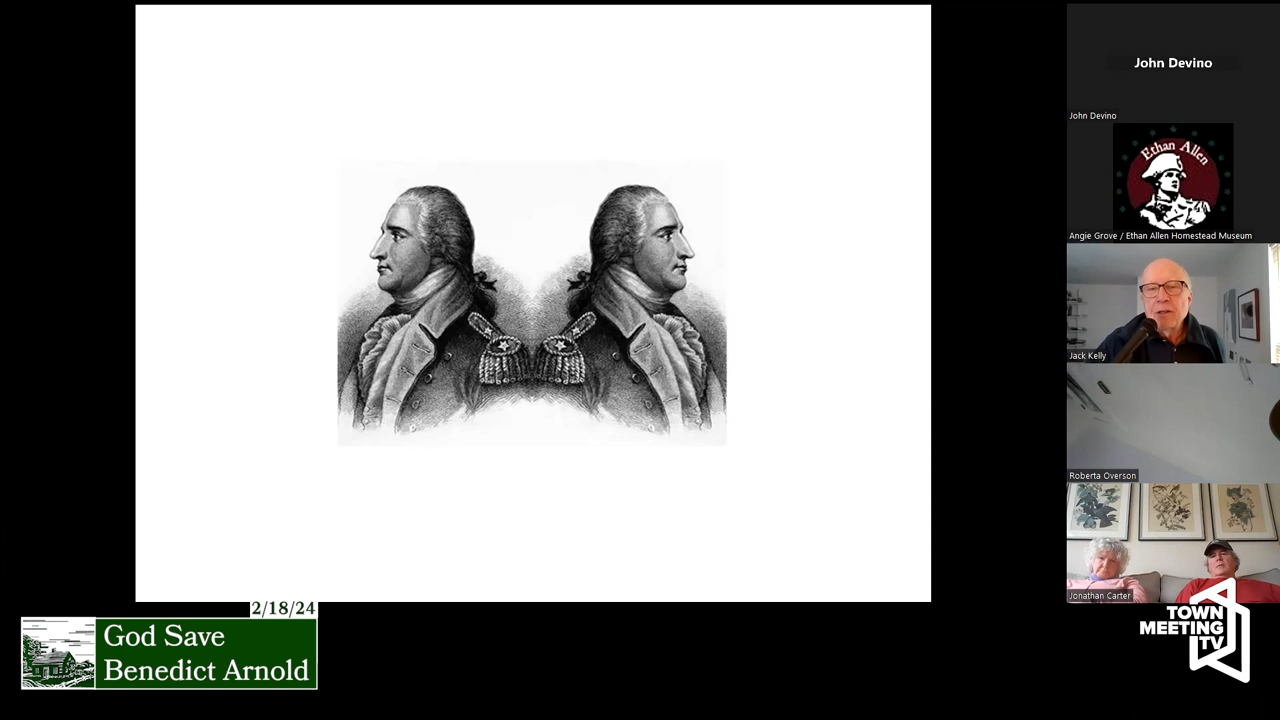 John Devino
John Devino
Ethan Allen
Angie Grove / Ethan Allen Homestead Museum
Jack Kelly
Roberta Overson
Jonathan Carter
2/18/24
God Save
Benedict Arnold
TOWN
MEETING
TV